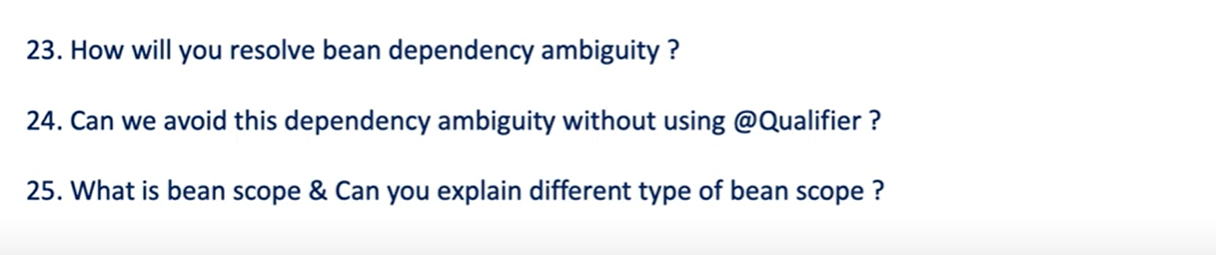 23. How will you resolve bean dependency ambiguity ?
24. Can we avoid this dependency ambiguity without using @Qualifier ?
25. What is bean scope & Can you explain different type of bean scope ?